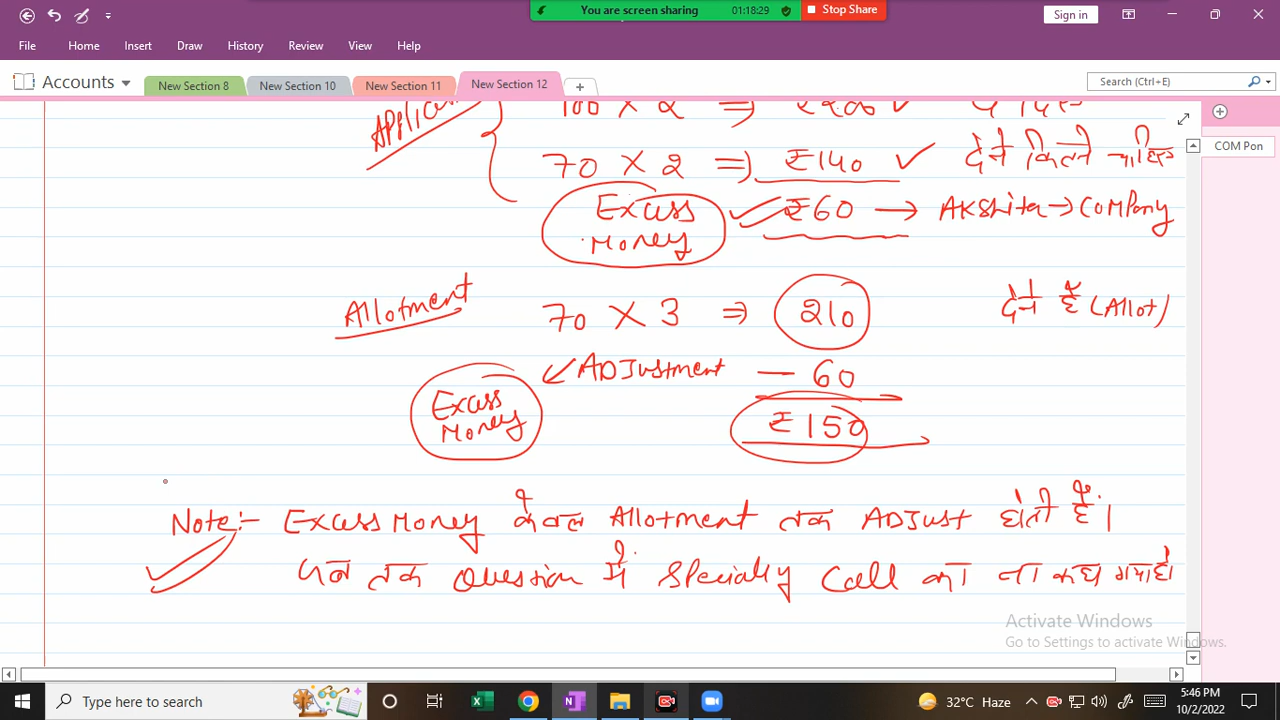 You are screen sharing 01:18:29 Stop Share
Sign in
File Home Insert Draw History Review View Help
Accounts New Section 8 New Section 10 New Section 11 New Section 12 Search (Ctrl+E)
COM Pon
100 X 2 ⇒ ₹200 ✓
70 X 2 ⇒ ₹140 ✓ देने कितने चाहिए
Excess Money ₹60 → AKShita → Company
Allotment 70 X 3 ⇒ 210 देना है (Allot)
Excess Money ADJustment — 60
₹150
Note:- Excess Money केवल Allotment तक ADJUST होती है।
जब तक Question में Specially Call का ना कहा गया हो
Activate Windows
Go to Settings to activate Windows.
Type here to search 32°C Haze 5:46 PM
10/2/2022